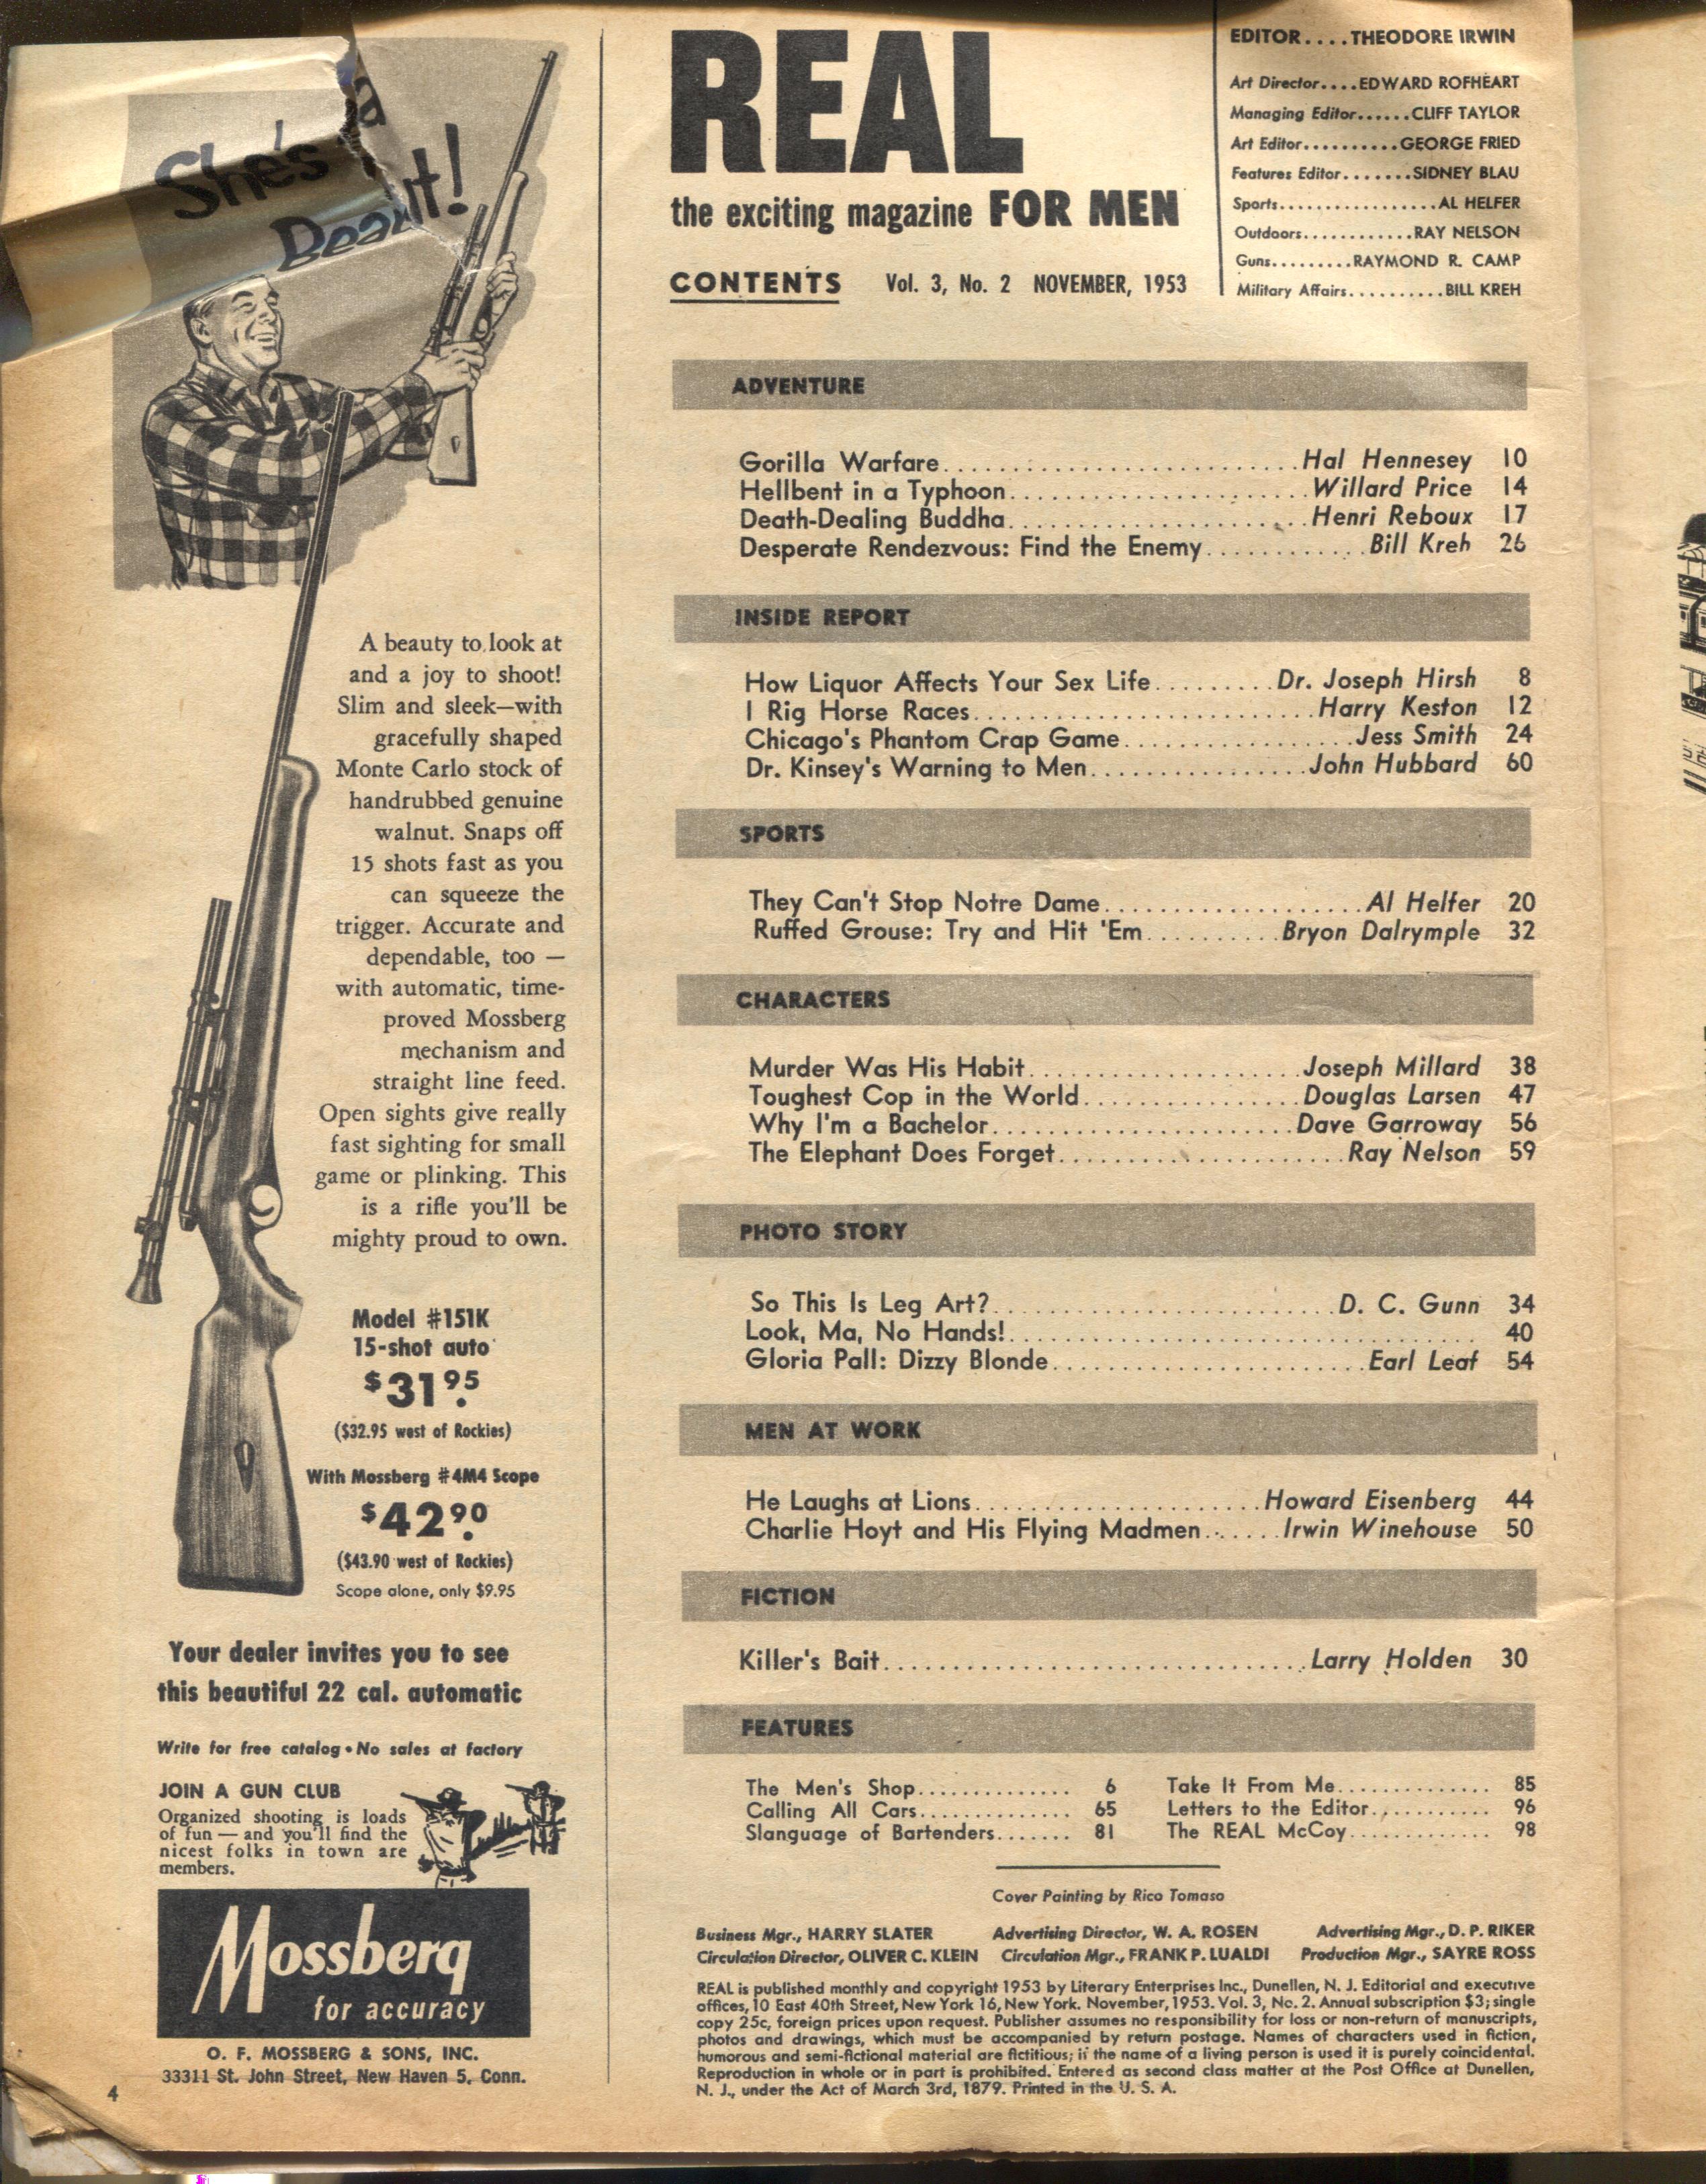 She's a
Beaut!
A beauty to look at
and a joy to shoot!
Slim and sleek—with
gracefully shaped
Monte Carlo stock of
handrubbed genuine
walnut. Snaps off
15 shots fast as you
can squeeze the
trigger. Accurate and
dependable, too —
with automatic, time-
proved Mossberg
mechanism and
straight line feed.
Open sights give really
fast sighting for small
game or plinking. This
is a rifle you'll be
mighty proud to own.
Model #151K
15-shot auto
$31.95
($32.95 west of Rockies)
With Mossberg #4M4 Scope
$42.90
($43.90 west of Rockies)
Scope alone, only $9.95
Your dealer invites you to see
this beautiful 22 cal. automatic
Write for free catalog • No sales at factory
JOIN A GUN CLUB
Organized shooting is loads
of fun — and you'll find the
nicest folks in town are
members.
Mossberg
for accuracy
O. F. MOSSBERG & SONS, INC.
33311 St. John Street, New Haven 5, Conn.
4
REAL
the exciting magazine FOR MEN
CONTENTS Vol. 3, No. 2 NOVEMBER, 1953
EDITOR....THEODORE IRWIN
Art Director....EDWARD ROFHEART
Managing Editor......CLIFF TAYLOR
Art Editor..........GEORGE FRIED
Features Editor.......SIDNEY BLAU
Sports.................AL HELFER
Outdoors............RAY NELSON
Guns.........RAYMOND R. CAMP
Military Affairs..........BILL KREH
ADVENTURE
Gorilla Warfare..........................Hal Hennesey 10
Hellbent in a Typhoon......................Willard Price 14
Death-Dealing Buddha......................Henri Reboux 17
Desperate Rendezvous: Find the Enemy............Bill Kreh 26
INSIDE REPORT
How Liquor Affects Your Sex Life.........Dr. Joseph Hirsh 8
I Rig Horse Races.........................Harry Keston 12
Chicago's Phantom Crap Game.................Jess Smith 24
Dr. Kinsey's Warning to Men................John Hubbard 60
SPORTS
They Can't Stop Notre Dame...................Al Helfer 20
Ruffed Grouse: Try and Hit 'Em..........Bryon Dalrymple 32
CHARACTERS
Murder Was His Habit....................Joseph Millard 38
Toughest Cop in the World................Douglas Larsen 47
Why I'm a Bachelor......................Dave Garroway 56
The Elephant Does Forget.....................Ray Nelson 59
PHOTO STORY
So This Is Leg Art?.........................D. C. Gunn 34
Look, Ma, No Hands!.................................. 40
Gloria Pall: Dizzy Blonde.......................Earl Leaf 54
MEN AT WORK
He Laughs at Lions.....................Howard Eisenberg 44
Charlie Hoyt and His Flying Madmen......Irwin Winehouse 50
FICTION
Killer's Bait...............................Larry Holden 30
FEATURES
The Men's Shop.............. 6
Calling All Cars.............. 65
Slanguage of Bartenders....... 81
Take It From Me.............. 85
Letters to the Editor........... 96
The REAL McCoy............. 98
Cover Painting by Rico Tomaso
Business Mgr., HARRY SLATER Advertising Director, W. A. ROSEN Advertising Mgr., D. P. RIKER
Circulation Director, OLIVER C. KLEIN Circulation Mgr., FRANK P. LUALDI Production Mgr., SAYRE ROSS
REAL is published monthly and copyright 1953 by Literary Enterprises Inc., Dunellen, N. J. Editorial and executive
offices, 10 East 40th Street, New York 16, New York. November, 1953. Vol. 3, No. 2. Annual subscription $3; single
copy 25c, foreign prices upon request. Publisher assumes no responsibility for loss or non-return of manuscripts,
photos and drawings, which must be accompanied by return postage. Names of characters used in fiction,
humorous and semi-fictional material are fictitious; if the name of a living person is used it is purely coincidental.
Reproduction in whole or in part is prohibited. Entered as second class matter at the Post Office at Dunellen,
N. J., under the Act of March 3rd, 1879. Printed in the U. S. A.